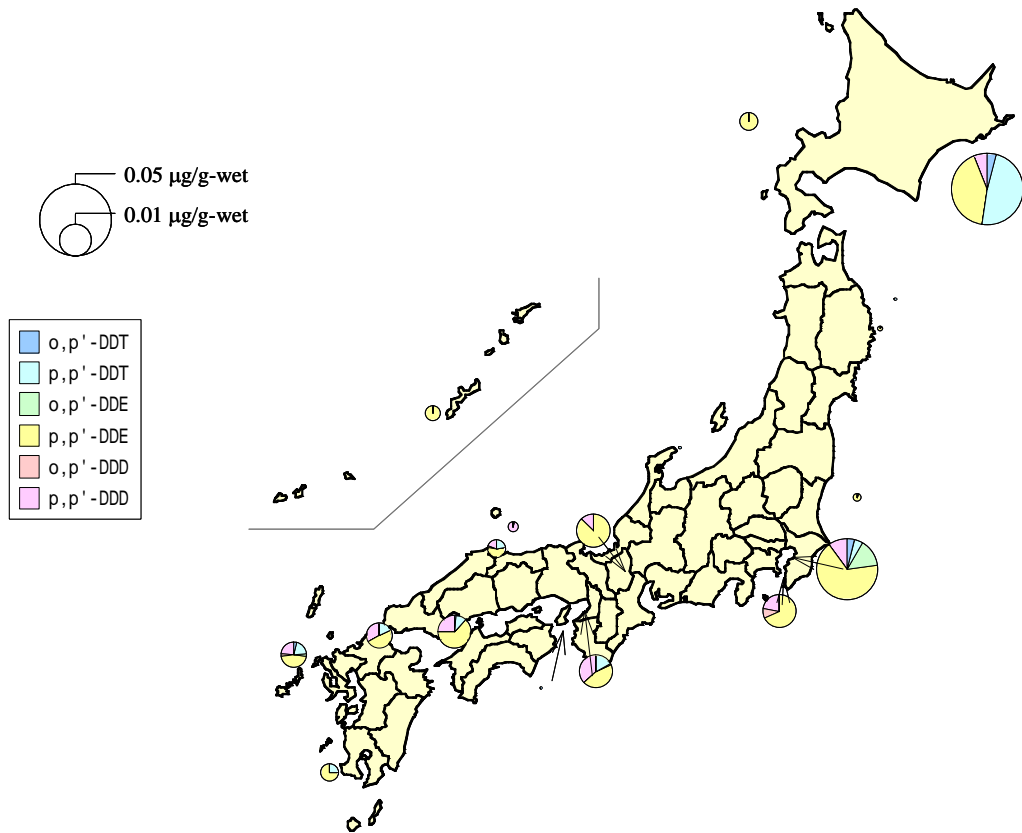 0.05 μg/g-wet
0.01 μg/g-wet
o,p'-DDT
p,p'-DDT
o,p'-DDE
p,p'-DDE
o,p'-DDD
p,p'-DDD